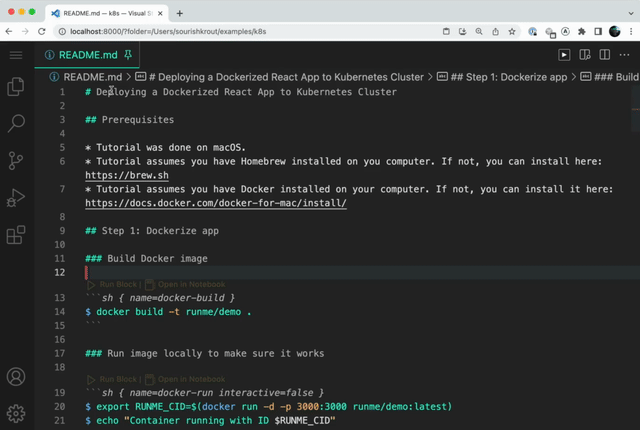 README.md — k8s — Visual S
localhost:8000/?folder=/Users/sourishkrout/examples/k8s
README.md
README.md > # Deploying a Dockerized React App to Kubernetes Cluster > ## Step 1: Dockerize app > ### Build
1 # Deploying a Dockerized React App to Kubernetes Cluster
2
3 ## Prerequisites
4
5 * Tutorial was done on macOS.
6 * Tutorial assumes you have Homebrew installed on you computer. If not, you can install here:
https://brew.sh
7 * Tutorial assumes you have Docker installed on your computer. If not, you can install it here:
https://docs.docker.com/docker-for-mac/install/
8
9 ## Step 1: Dockerize app
10
11 ### Build Docker image
12
Run Block | Open in Notebook
13 ```sh { name=docker-build }
14 $ docker build -t runme/demo .
15 ```
16
17 ### Run image locally to make sure it works
18
Run Block | Open in Notebook
19 ```sh { name=docker-run interactive=false }
20 $ export RUNME_CID=$(docker run -d -p 3000:3000 runme/demo:latest)
21 $ echo "Container running with ID $RUNME_CID"